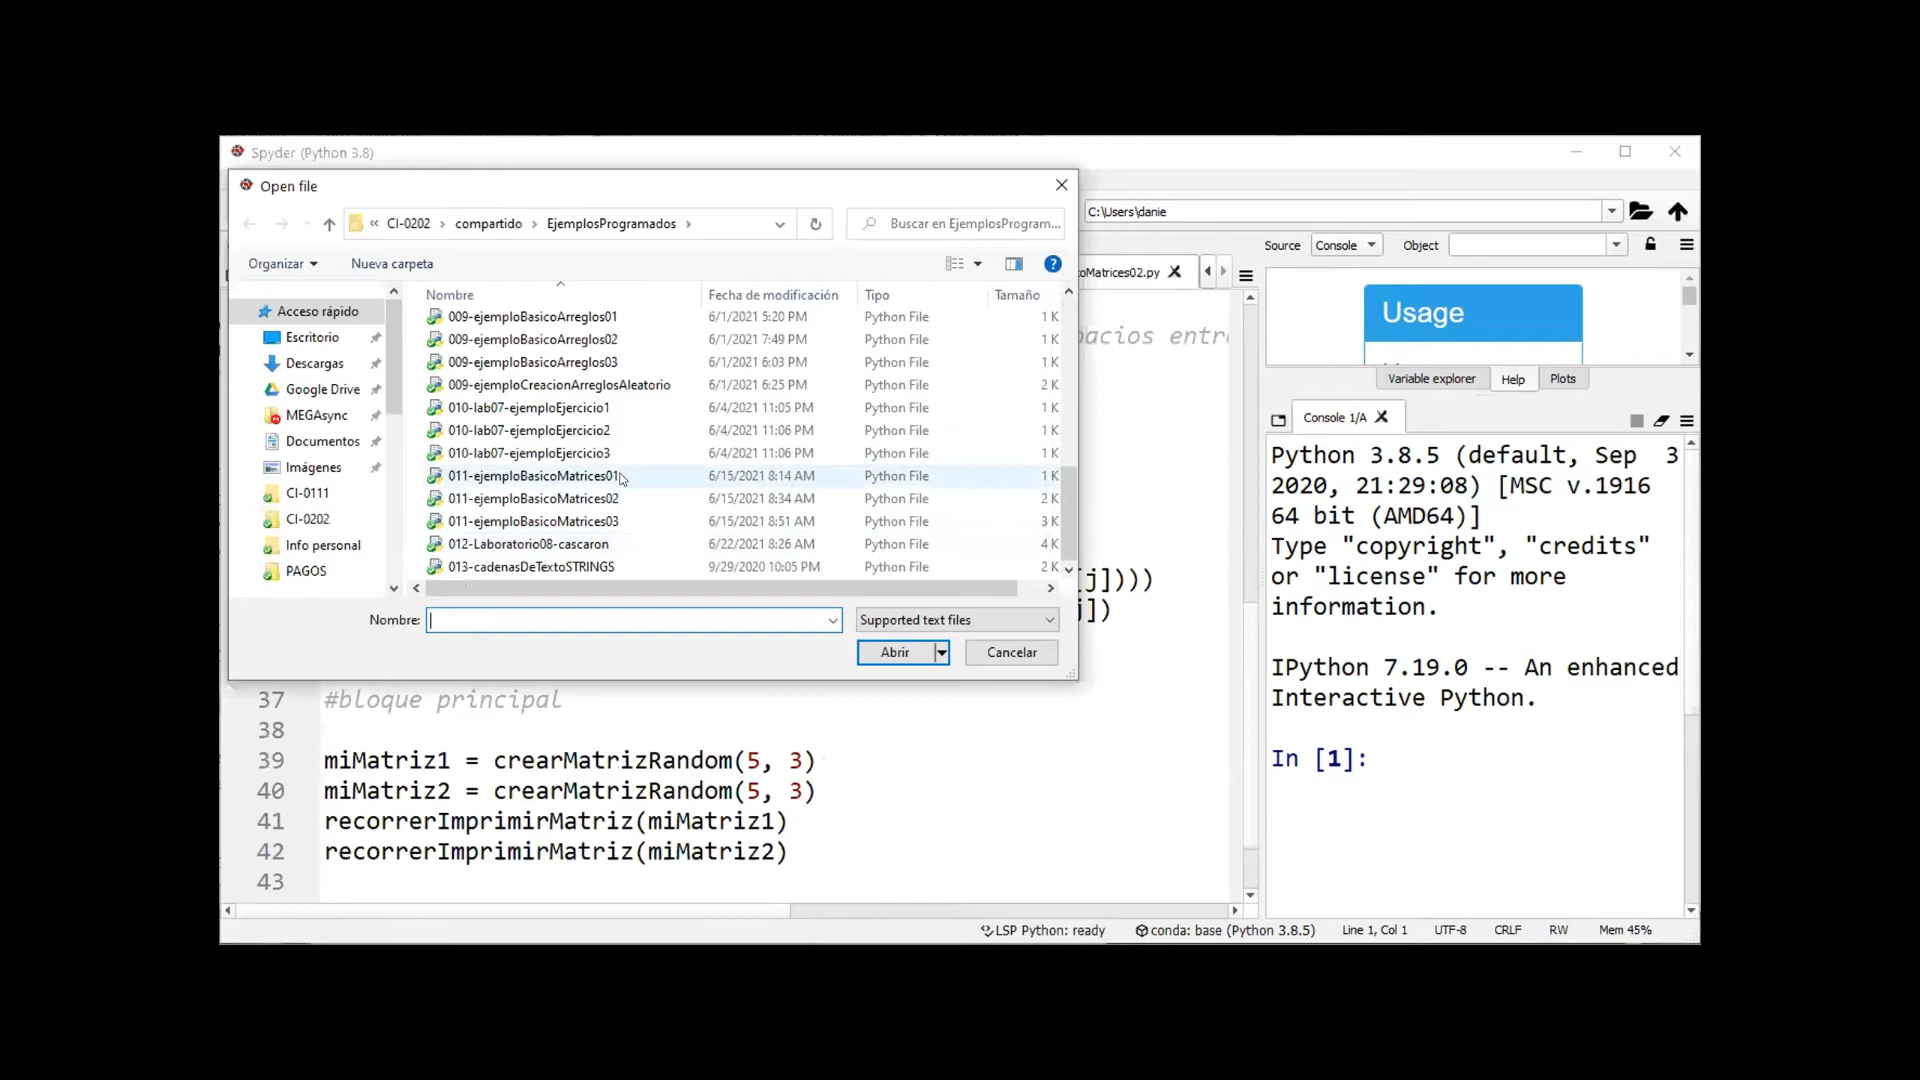 Spyder (Python 3.8)
Open file
« CI-0202 › compartido › EjemplosProgramados ›
Buscar en EjemplosProgram...
C:\Users\danie
Organizar
Nueva carpeta
Source
Console
Object
oMatrices02.py
Nombre
Fecha de modificación
Tipo
Tamaño
Acceso rápido
Escritorio
Descargas
Google Drive
MEGAsync
Documentos
Imágenes
CI-0111
CI-0202
Info personal
PAGOS
009-ejemploBasicoArreglos01 6/1/2021 5:20 PM Python File 1 K
009-ejemploBasicoArreglos02 6/1/2021 7:49 PM Python File 1 K
009-ejemploBasicoArreglos03 6/1/2021 6:03 PM Python File 1 K
009-ejemploCreacionArreglosAleatorio 6/1/2021 6:25 PM Python File 2 K
010-lab07-ejemploEjercicio1 6/4/2021 11:05 PM Python File 1 K
010-lab07-ejemploEjercicio2 6/4/2021 11:06 PM Python File 1 K
010-lab07-ejemploEjercicio3 6/4/2021 11:06 PM Python File 1 K
011-ejemploBasicoMatrices01 6/15/2021 8:14 AM Python File 1 K
011-ejemploBasicoMatrices02 6/15/2021 8:34 AM Python File 2 K
011-ejemploBasicoMatrices03 6/15/2021 8:51 AM Python File 3 K
012-Laboratorio08-cascaron 6/22/2021 8:26 AM Python File 4 K
013-cadenasDeTextoSTRINGS 9/29/2020 10:05 PM Python File 2 K
Nombre:
Supported text files
Abrir
Cancelar
entr
[j])))
j])
37 #bloque principal
38
39 miMatriz1 = crearMatrizRandom(5, 3)
40 miMatriz2 = crearMatrizRandom(5, 3)
41 recorrerImprimirMatriz(miMatriz1)
42 recorrerImprimirMatriz(miMatriz2)
43
Usage
Variable explorer
Help
Plots
Console 1/A
Python 3.8.5 (default, Sep 3
2020, 21:29:08) [MSC v.1916
64 bit (AMD64)]
Type "copyright", "credits"
or "license" for more
information.
IPython 7.19.0 -- An enhanced
Interactive Python.
In [1]:
LSP Python: ready
conda: base (Python 3.8.5)
Line 1, Col 1
UTF-8
CRLF
RW
Mem 45%